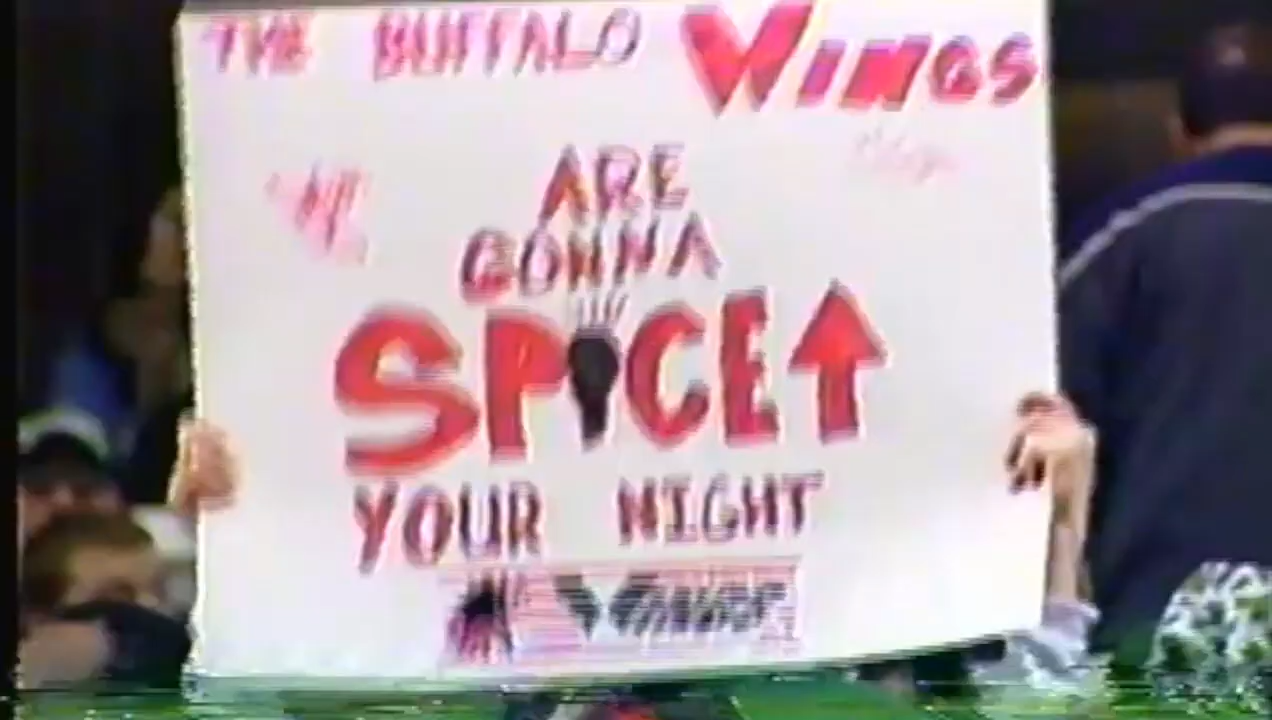 THE BUFFALO WINGS
ARE
GONNA
SPICE
YOUR NIGHT